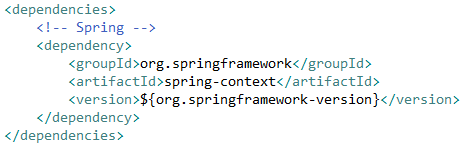 <dependencies>
    <!-- Spring -->
    <dependency>
        <groupId>org.springframework</groupId>
        <artifactId>spring-context</artifactId>
        <version>${org.springframework-version}</version>
    </dependency>
</dependencies>